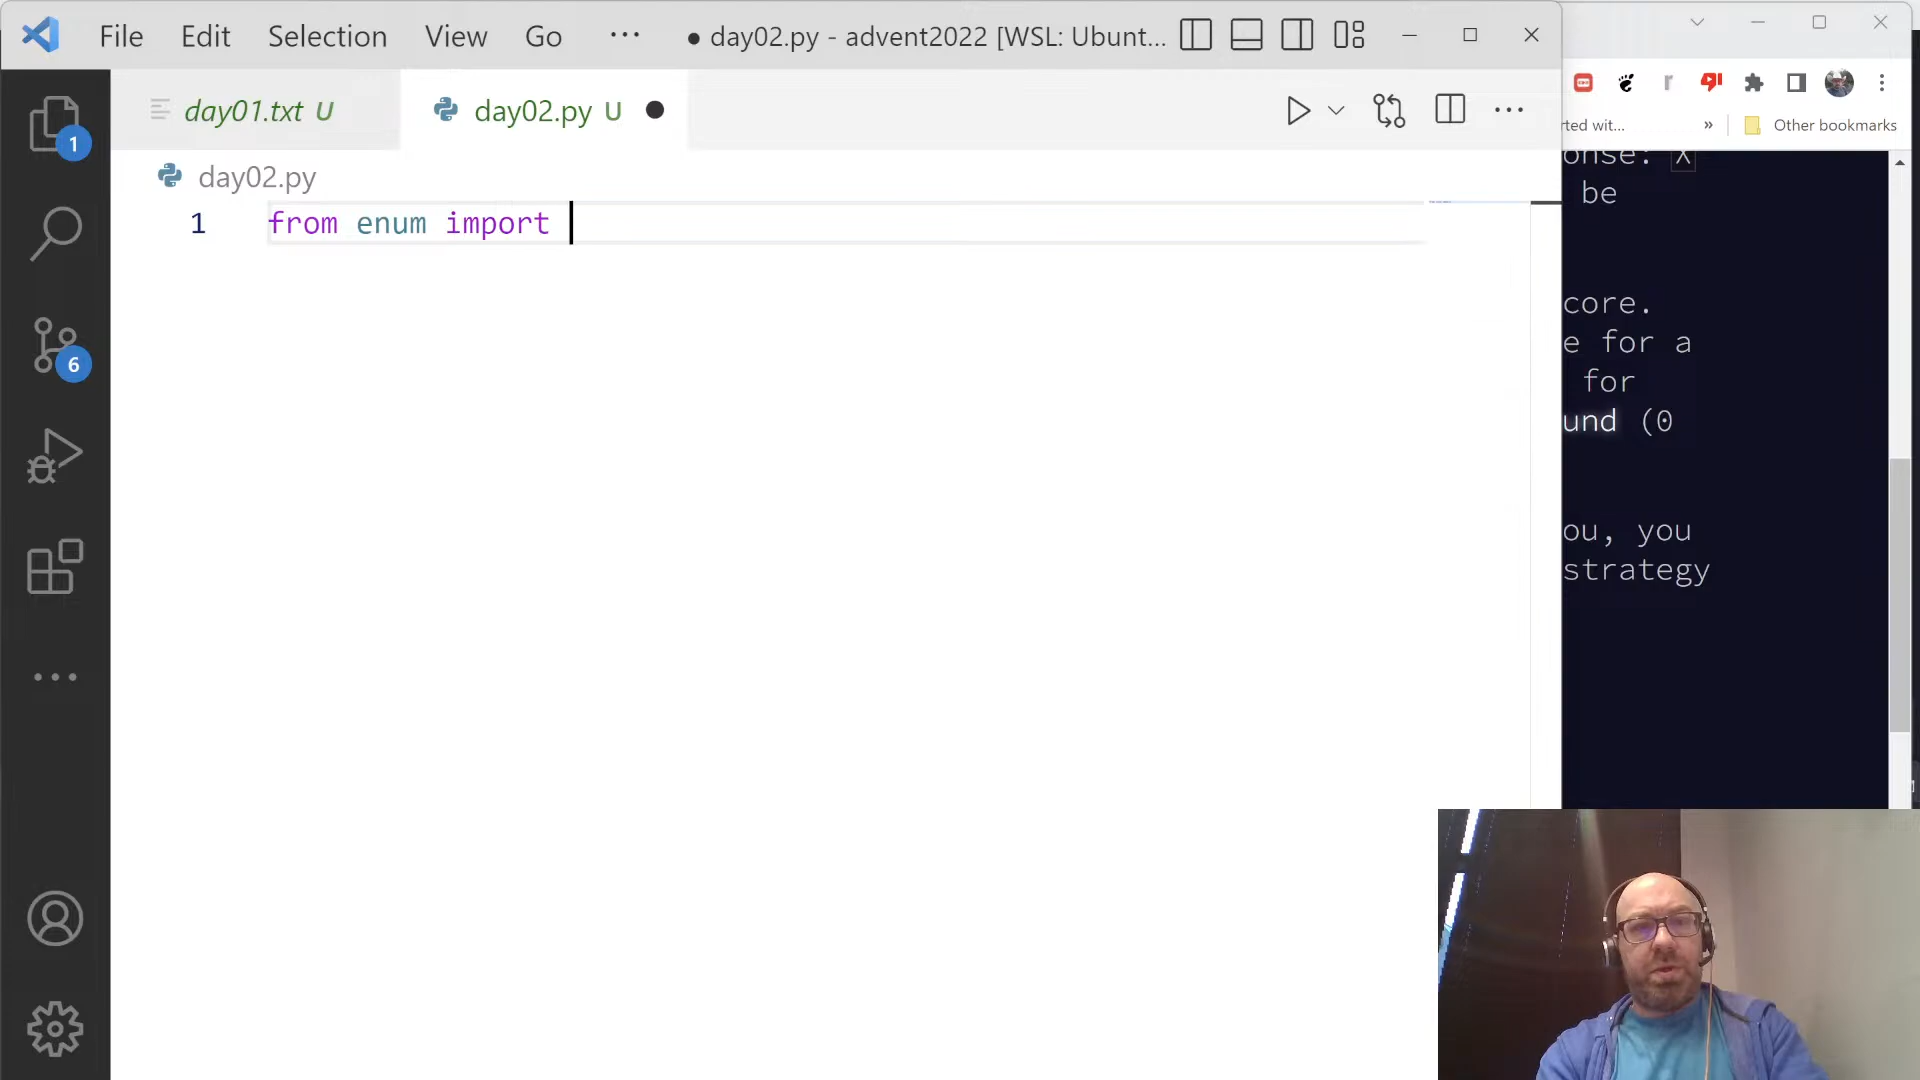 File Edit Selection View Go ··· ● day02.py - advent2022 [WSL: Ubunt...
day01.txt U day02.py U
rted wit... » Other bookmarks
1
day02.py
1 from enum import
6
onse: X
be
core.
e for a
for
und (0
ou, you
strategy